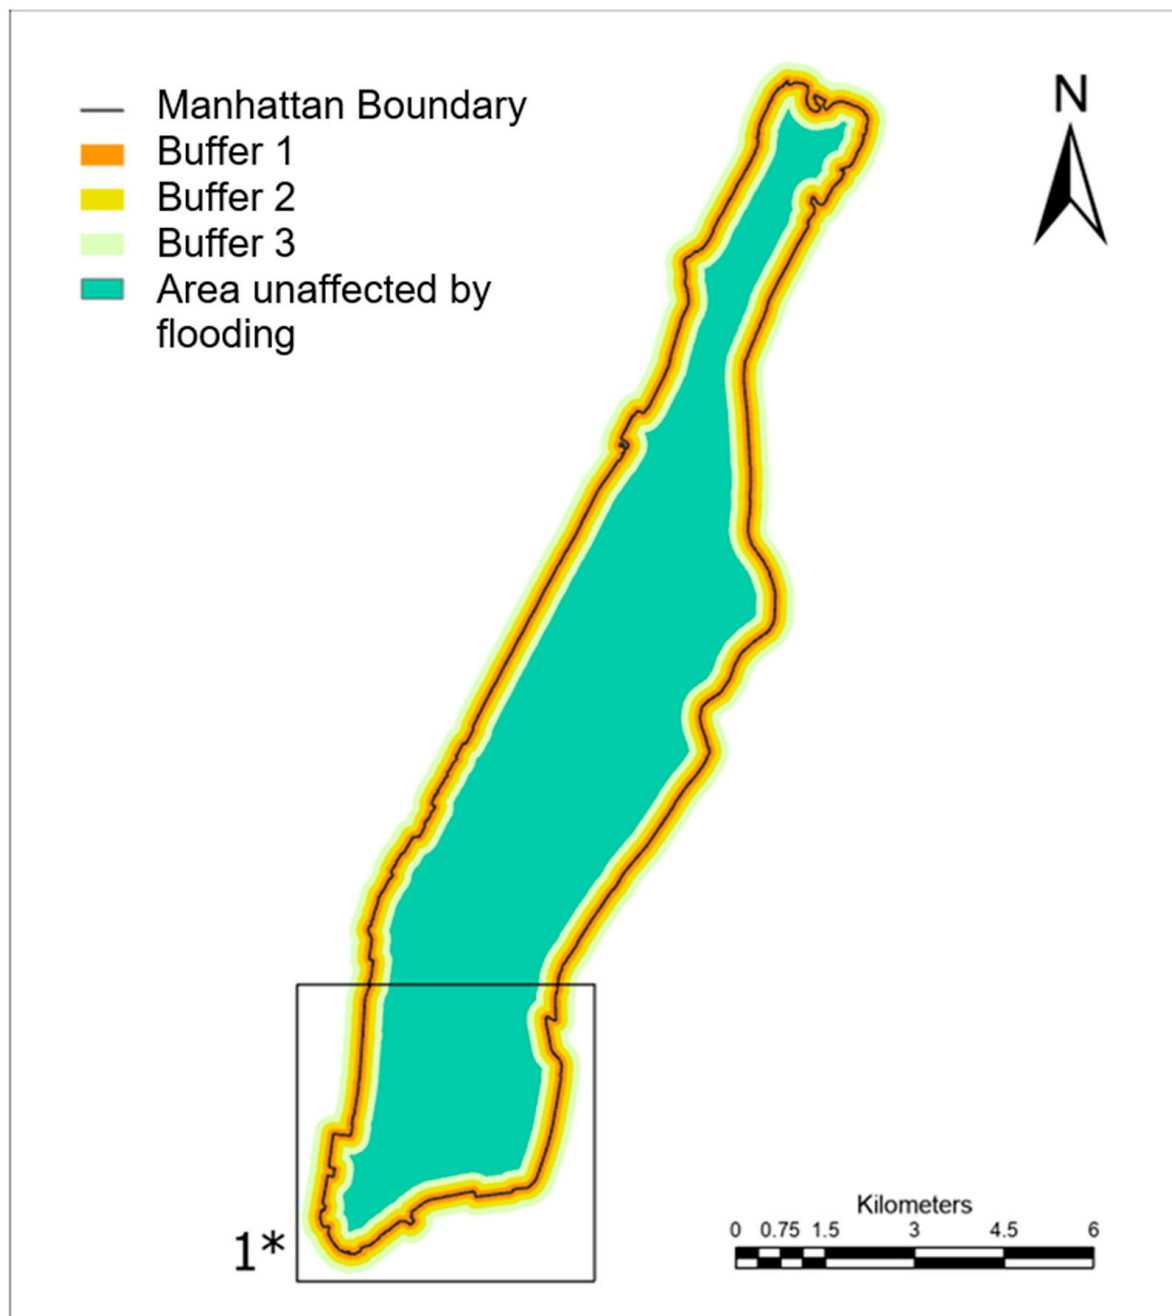 Manhattan Boundary
Buffer 1
Buffer 2
Buffer 3
Area unaffected by
flooding
N
1*
Kilometers
0 0.75 1.5 3 4.5 6